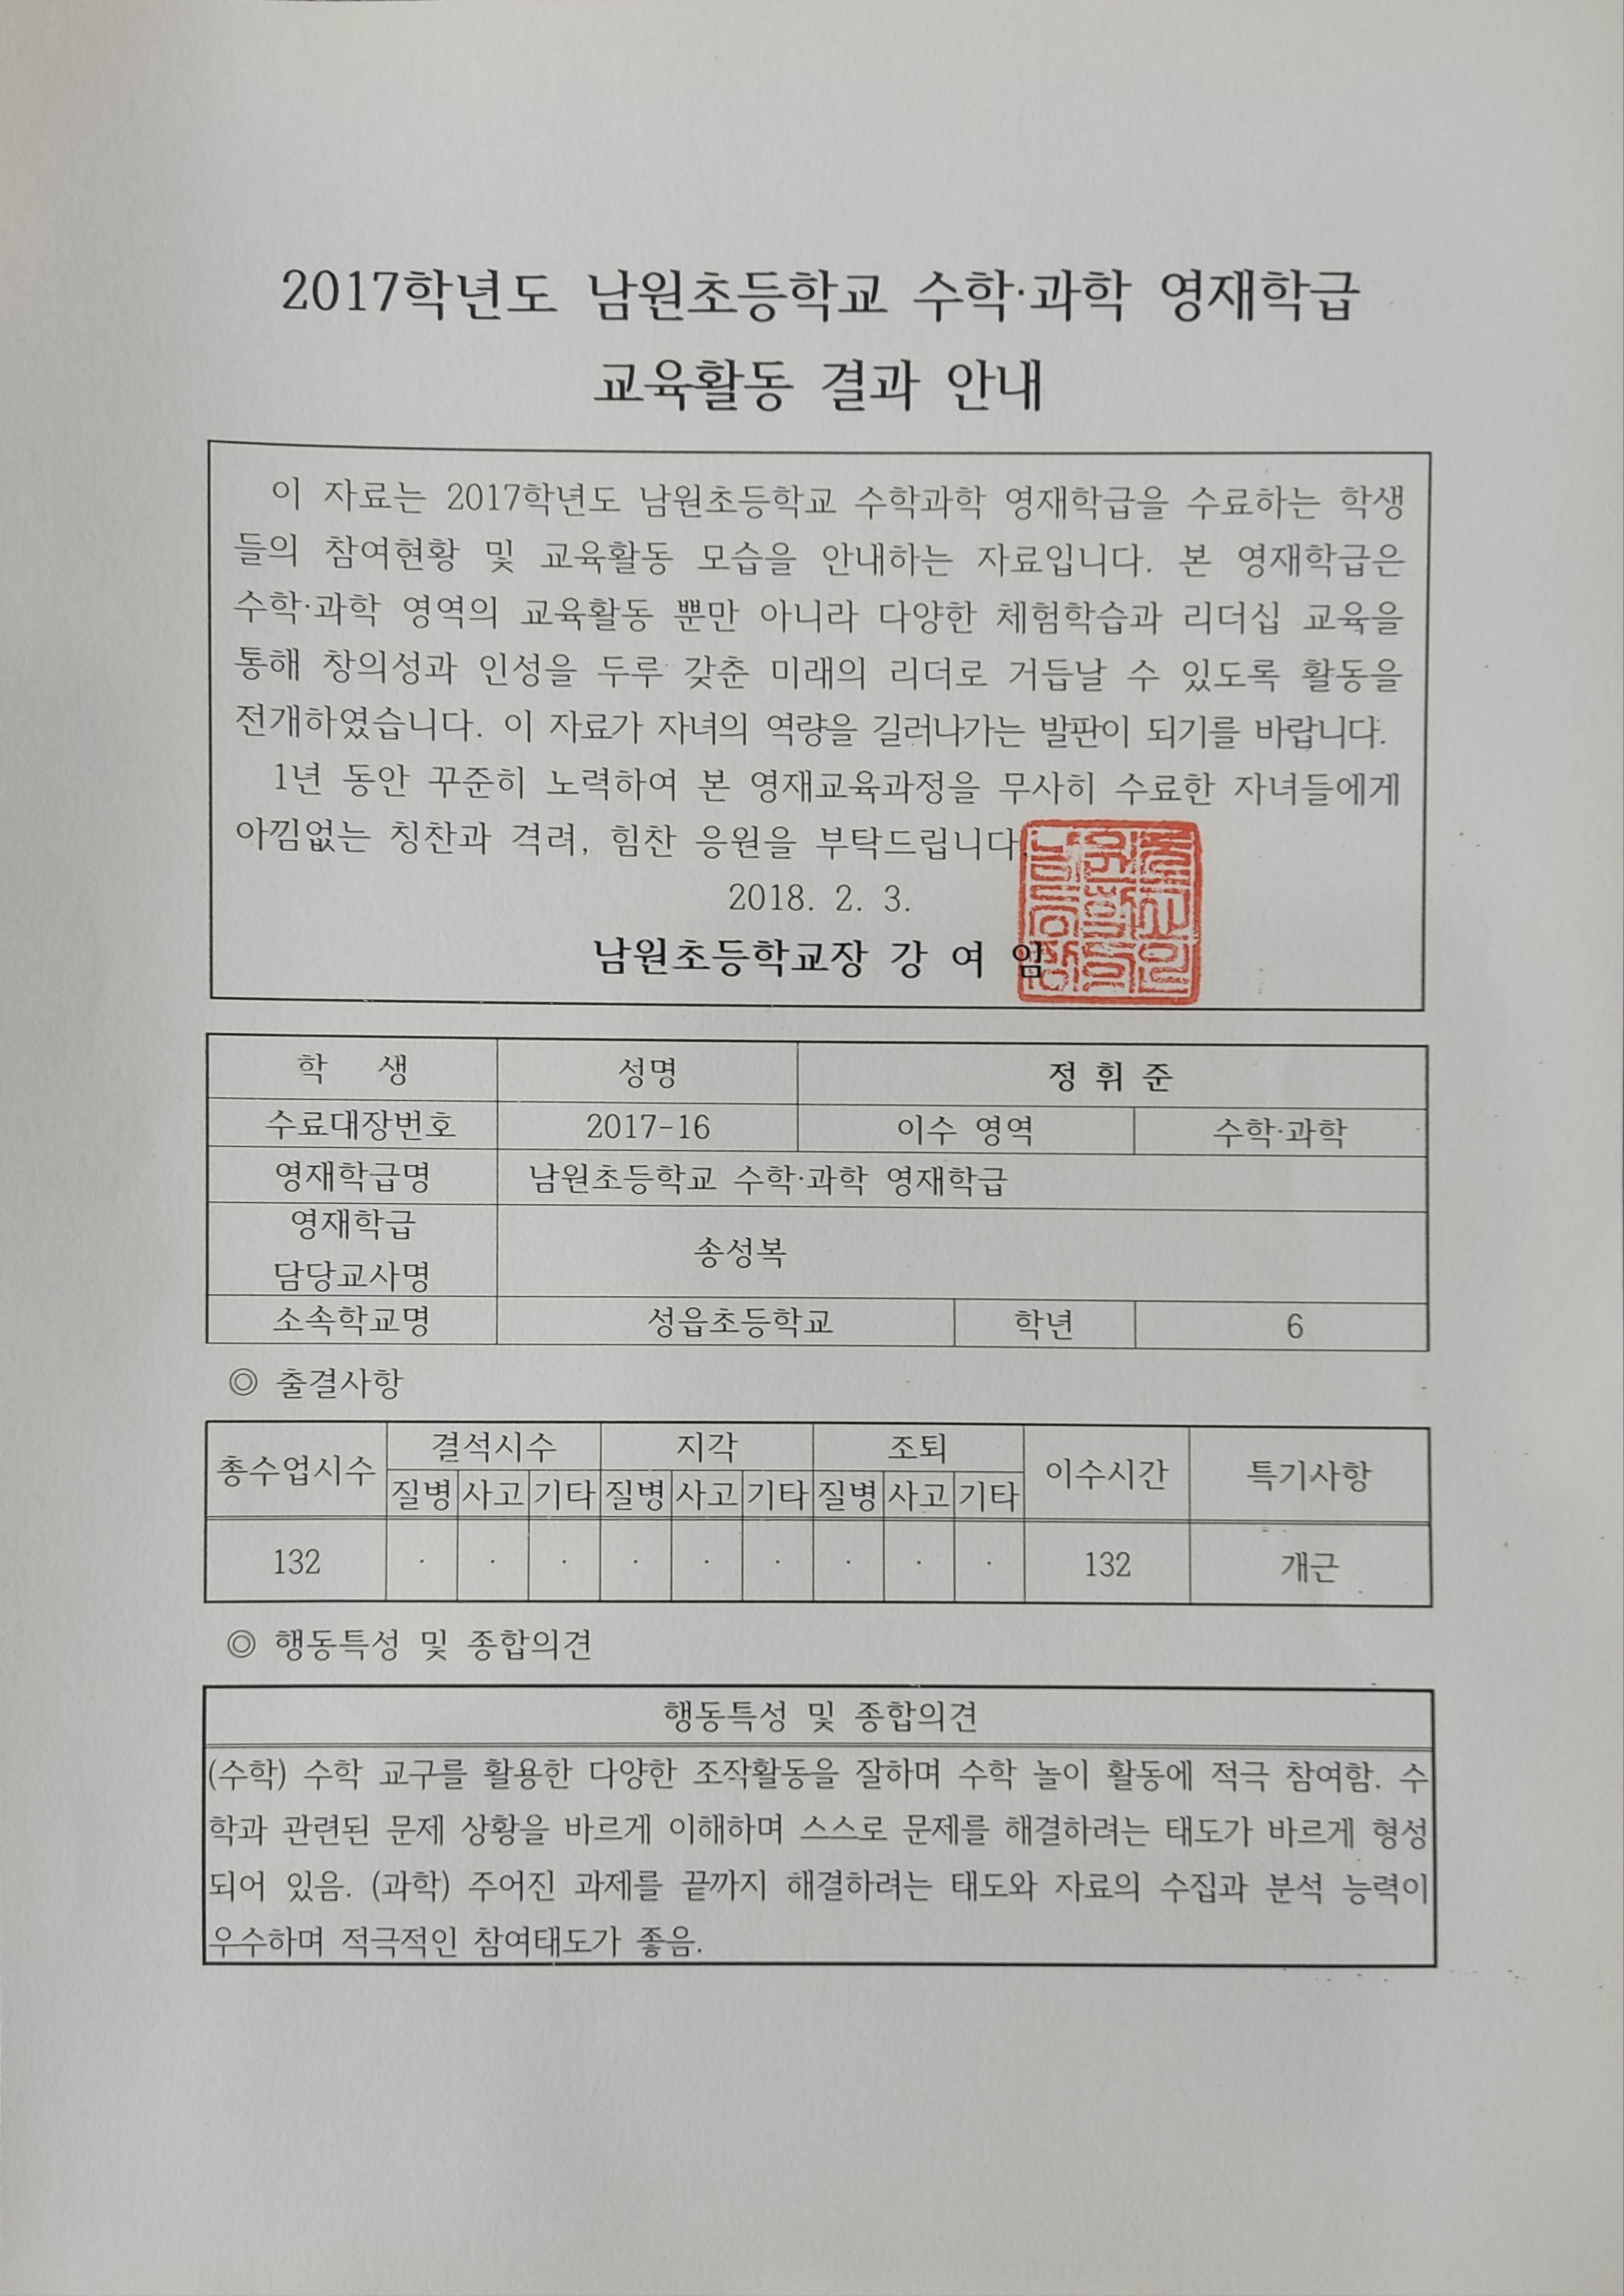 2017학년도 남원초등학교 수학·과학 영재학급
교육활동 결과 안내
이 자료는 2017학년도 남원초등학교 수학과학 영재학급을 수료하는 학생
들의 참여현황 및 교육활동 모습을 안내하는 자료입니다. 본 영재학급은
수학·과학 영역의 교육활동 뿐만 아니라 다양한 체험학습과 리더십 교육을
통해 창의성과 인성을 두루 갖춘 미래의 리더로 거듭날 수 있도록 활동을
전개하였습니다. 이 자료가 자녀의 역량을 길러나가는 발판이 되기를 바랍니다.
1년 동안 꾸준히 노력하여 본 영재교육과정을 무사히 수료한 자녀들에게
아낌없는 칭찬과 격려, 힘찬 응원을 부탁드립니다.
2018. 2. 3.
남원초등학교장 강 여 임
학 생 성명 정 휘 준
수료대장번호 2017-16 이수 영역 수학·과학
영재학급명 남원초등학교 수학·과학 영재학급
영재학급
담당교사명 송성복
소속학교명 성읍초등학교 학년 6
◎ 출결사항
총수업시수 결석시수 지각 조퇴 이수시간 특기사항
질병 사고 기타 질병 사고 기타 질병 사고 기타
132 · · · · · · · · · 132 개근
◎ 행동특성 및 종합의견
행동특성 및 종합의견
(수학) 수학 교구를 활용한 다양한 조작활동을 잘하며 수학 놀이 활동에 적극 참여함. 수
학과 관련된 문제 상황을 바르게 이해하며 스스로 문제를 해결하려는 태도가 바르게 형성
되어 있음. (과학) 주어진 과제를 끝까지 해결하려는 태도와 자료의 수집과 분석 능력이
우수하며 적극적인 참여태도가 좋음.